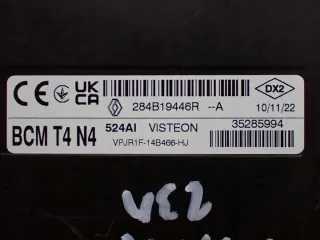 CE UK CA
284B19446R --A
DX2
10/11/22
BCM T4 N4
524AI VISTEON
35285994
VPJR1F-14B466-HJ
VE2